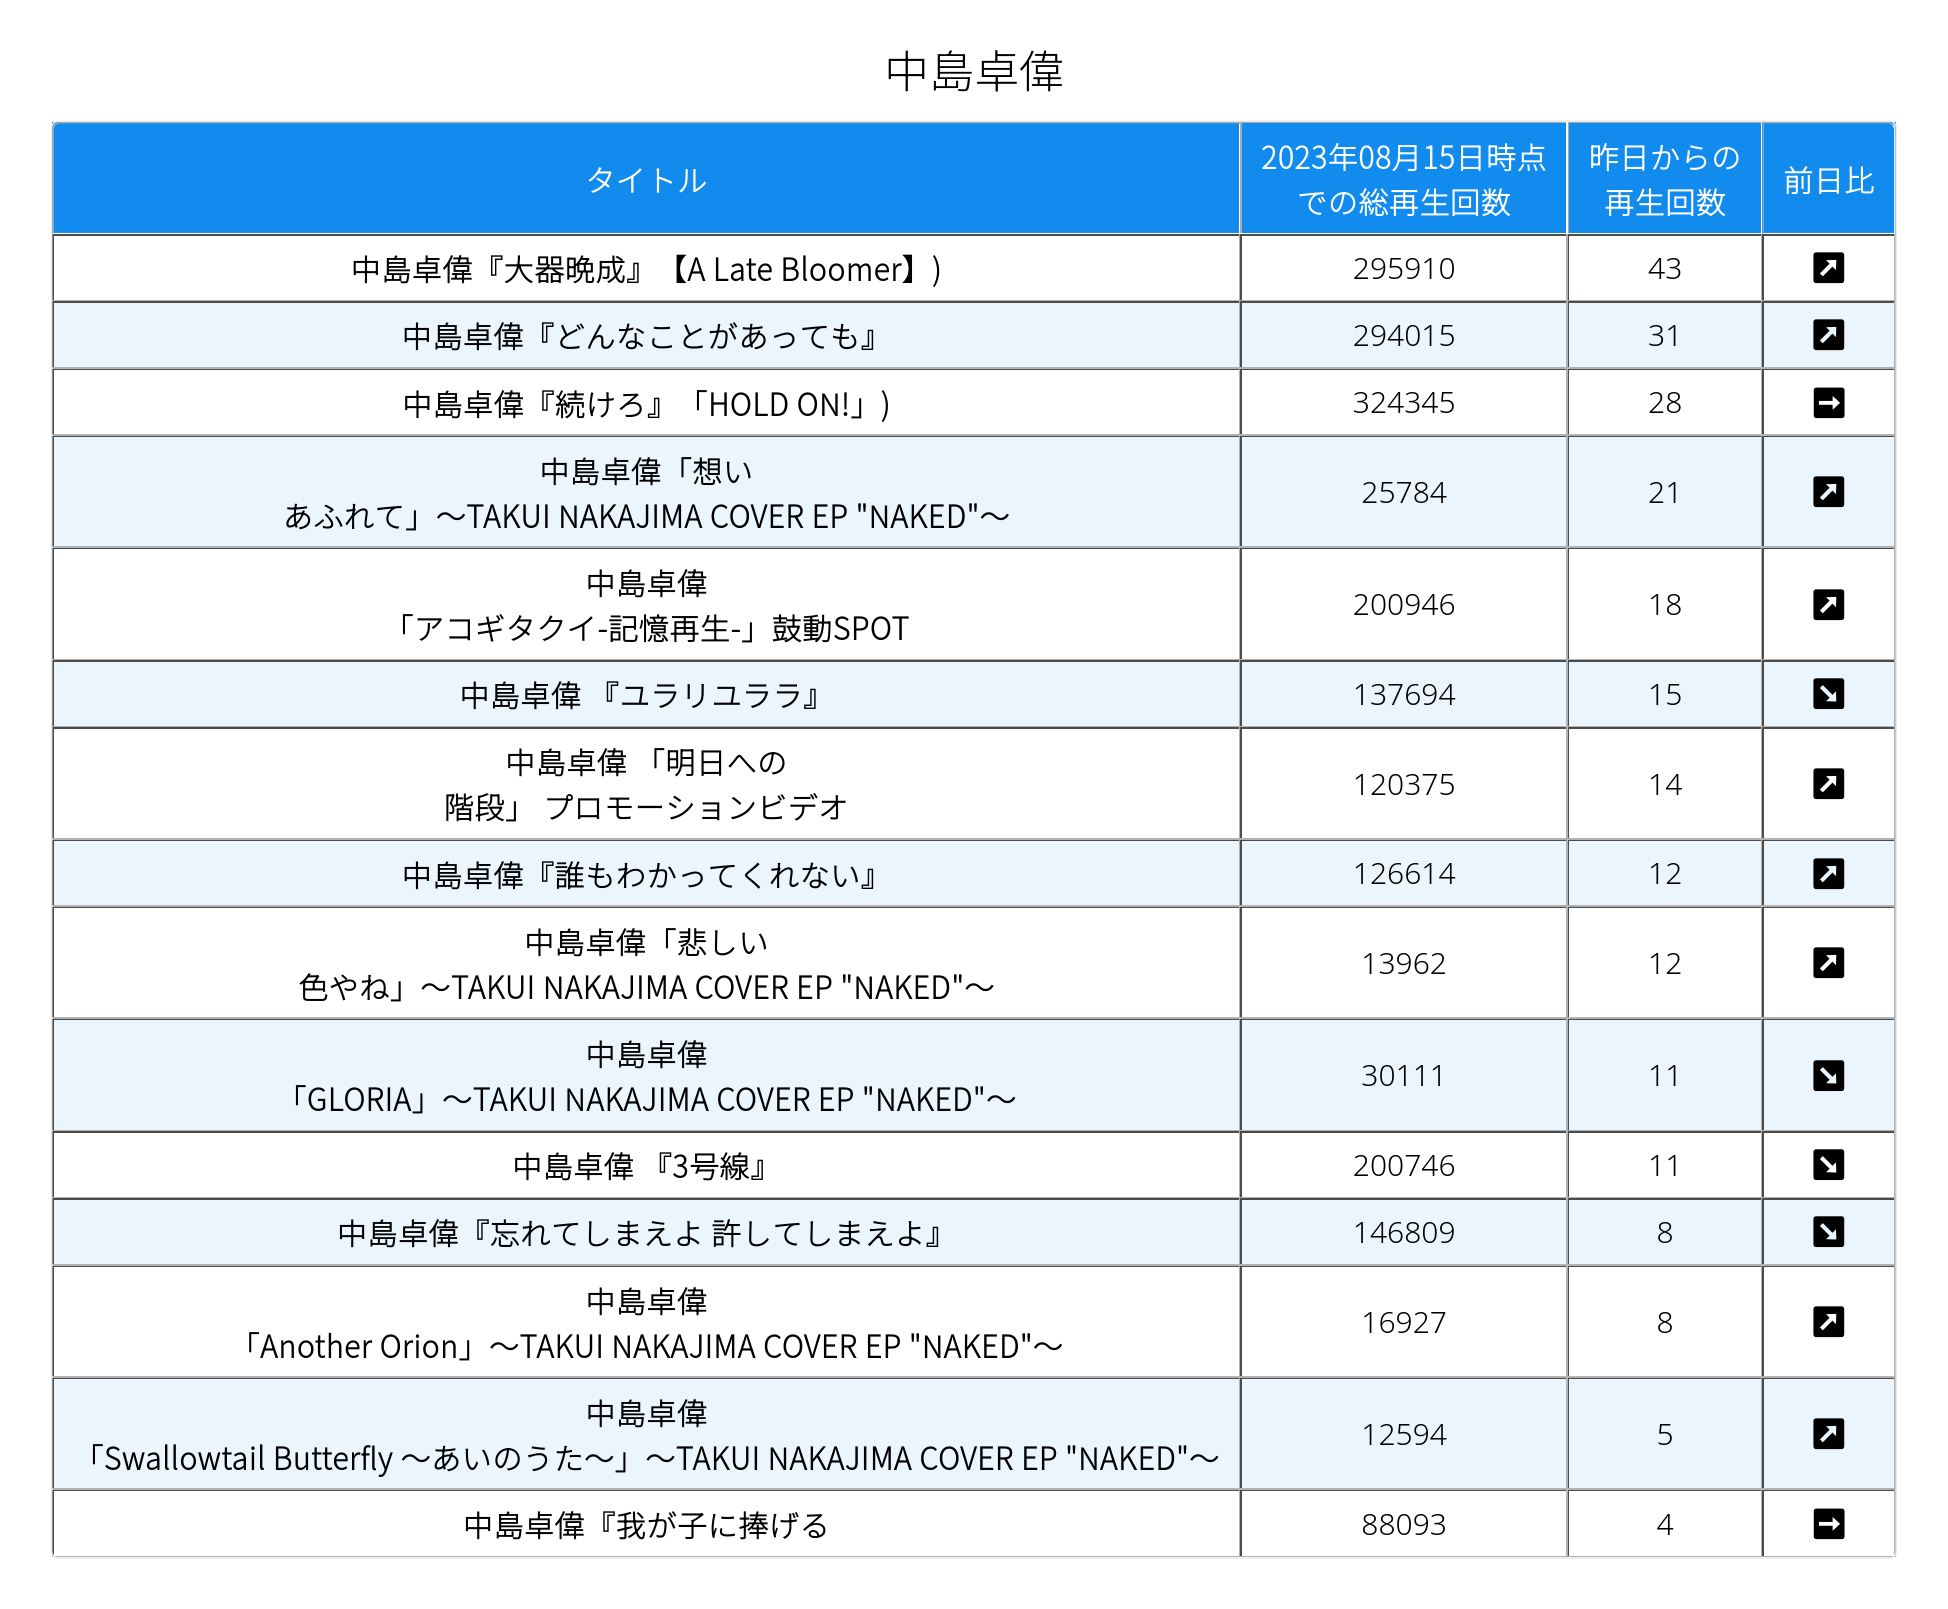 中島卓偉
タイトル
2023年08月15日時点
での総再生回数
昨日からの
再生回数
前日比
中島卓偉『大器晩成』【A Late Bloomer】)
295910
43
中島卓偉『どんなことがあっても』
294015
31
中島卓偉『続けろ』「HOLD ON!」)
324345
28
中島卓偉「想い
あふれて」～TAKUI NAKAJIMA COVER EP "NAKED"～
25784
21
中島卓偉
「アコギタクイ-記憶再生-」鼓動SPOT
200946
18
中島卓偉 『ユラリユララ』
137694
15
中島卓偉 「明日への
階段」 プロモーションビデオ
120375
14
中島卓偉『誰もわかってくれない』
126614
12
中島卓偉「悲しい
色やね」～TAKUI NAKAJIMA COVER EP "NAKED"～
13962
12
中島卓偉
「GLORIA」～TAKUI NAKAJIMA COVER EP "NAKED"～
30111
11
中島卓偉 『3号線』
200746
11
中島卓偉『忘れてしまえよ 許してしまえよ』
146809
8
中島卓偉
「Another Orion」～TAKUI NAKAJIMA COVER EP "NAKED"～
16927
8
中島卓偉
「Swallowtail Butterfly ～あいのうた～」～TAKUI NAKAJIMA COVER EP "NAKED"～
12594
5
中島卓偉『我が子に捧げる
88093
4